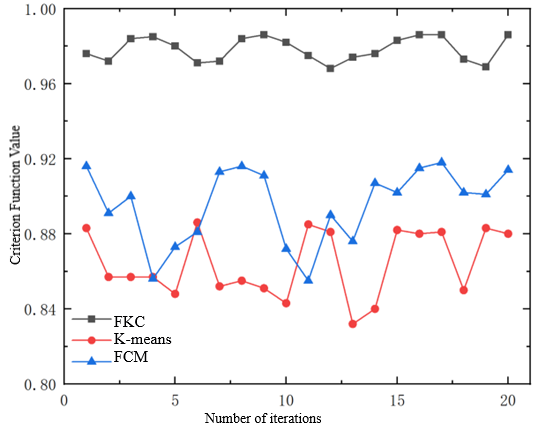 1.00
0.96
0.92
0.88
0.84
0.80
Criterion Function Value
FKC
K-means
FCM
0 5 10 15 20
Number of iterations